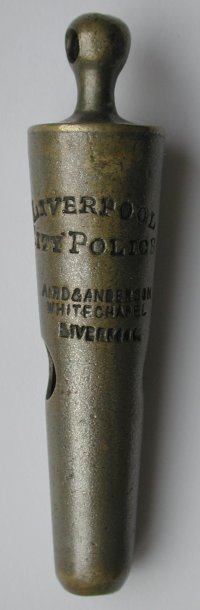 LIVERPOOL
CITY POLICE
AIRD & ANDERSON
WHITECHAPEL
LIVERPOOL